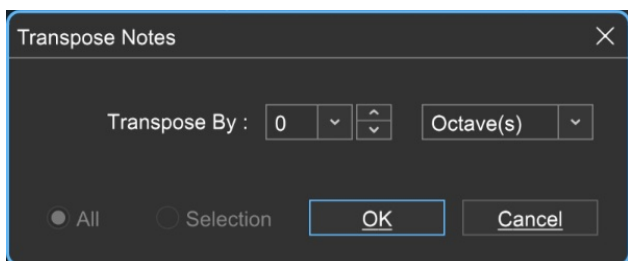 Transpose Notes
Transpose By : 0 Octave(s)
All Selection OK Cancel